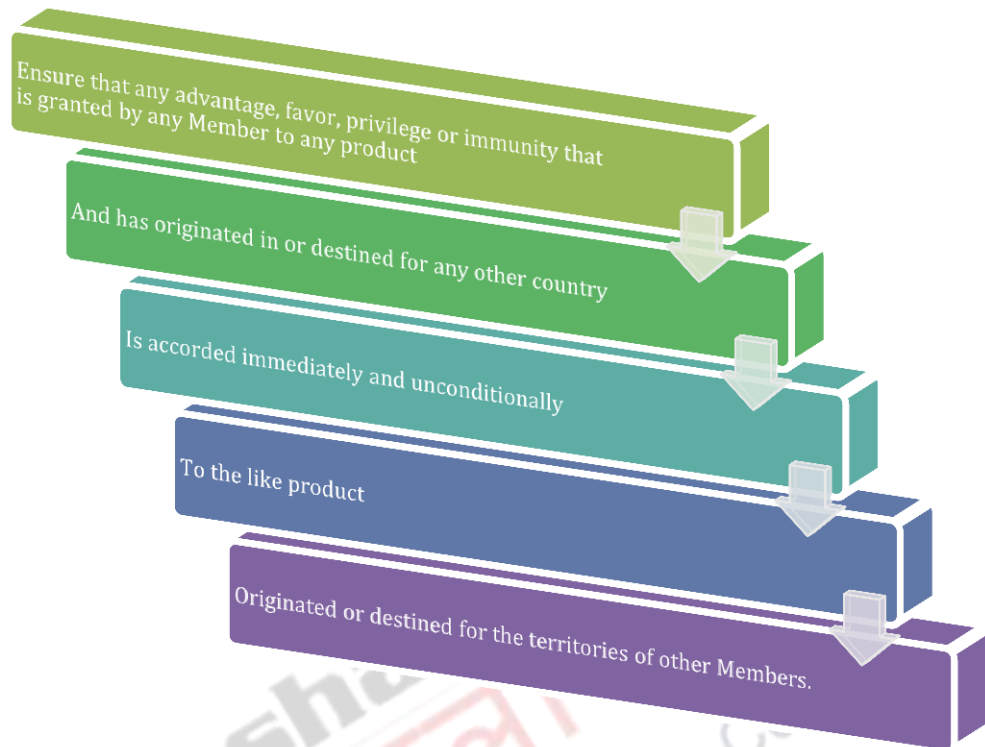 Ensure that any advantage, favor, privilege or immunity that
is granted by any Member to any product
And has originated in or destined for any other country
Is accorded immediately and unconditionally
To the like product
Originated or destined for the territories of other Members.